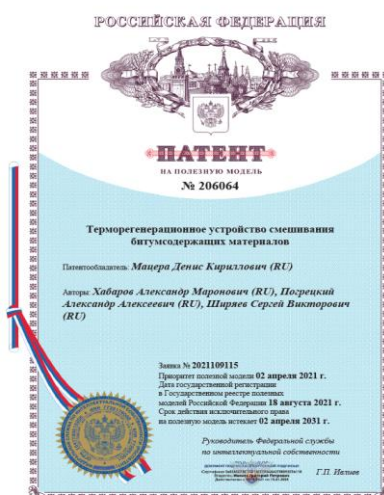 РОССИЙСКАЯ ФЕДЕРАЦИЯ
ПАТЕНТ
НА ПОЛЕЗНУЮ МОДЕЛЬ
№ 206064
Терморегенерационное устройство смешивания
битумсодержащих материалов
Патентообладатель: Мацера Денис Кириллович (RU)
Авторы: Хабаров Александр Маронович (RU), Погрецкий
Александр Алексеевич (RU), Ширяев Сергей Викторович
(RU)
Заявка № 2021109115
Приоритет полезной модели 02 апреля 2021 г.
Дата государственной регистрации
в Государственном реестре полезных
моделей Российской Федерации 18 августа 2021 г.
Срок действия исключительного права
на полезную модель истекает 02 апреля 2031 г.
Руководитель Федеральной службы
по интеллектуальной собственности
Г.П. Ивлиев